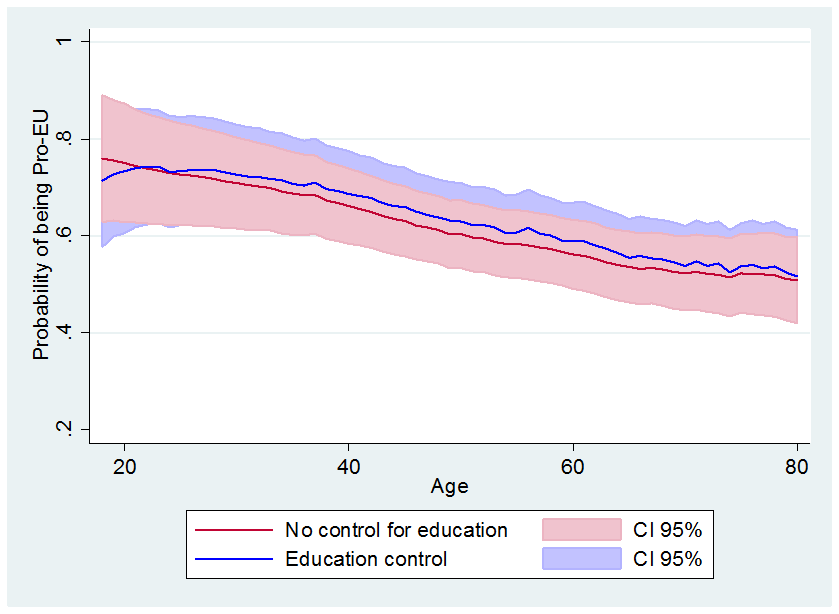 Probability of being Pro-EU
1
.8
.6
.4
.2
20 40 60 80
Age
No control for education CI 95%
Education control CI 95%